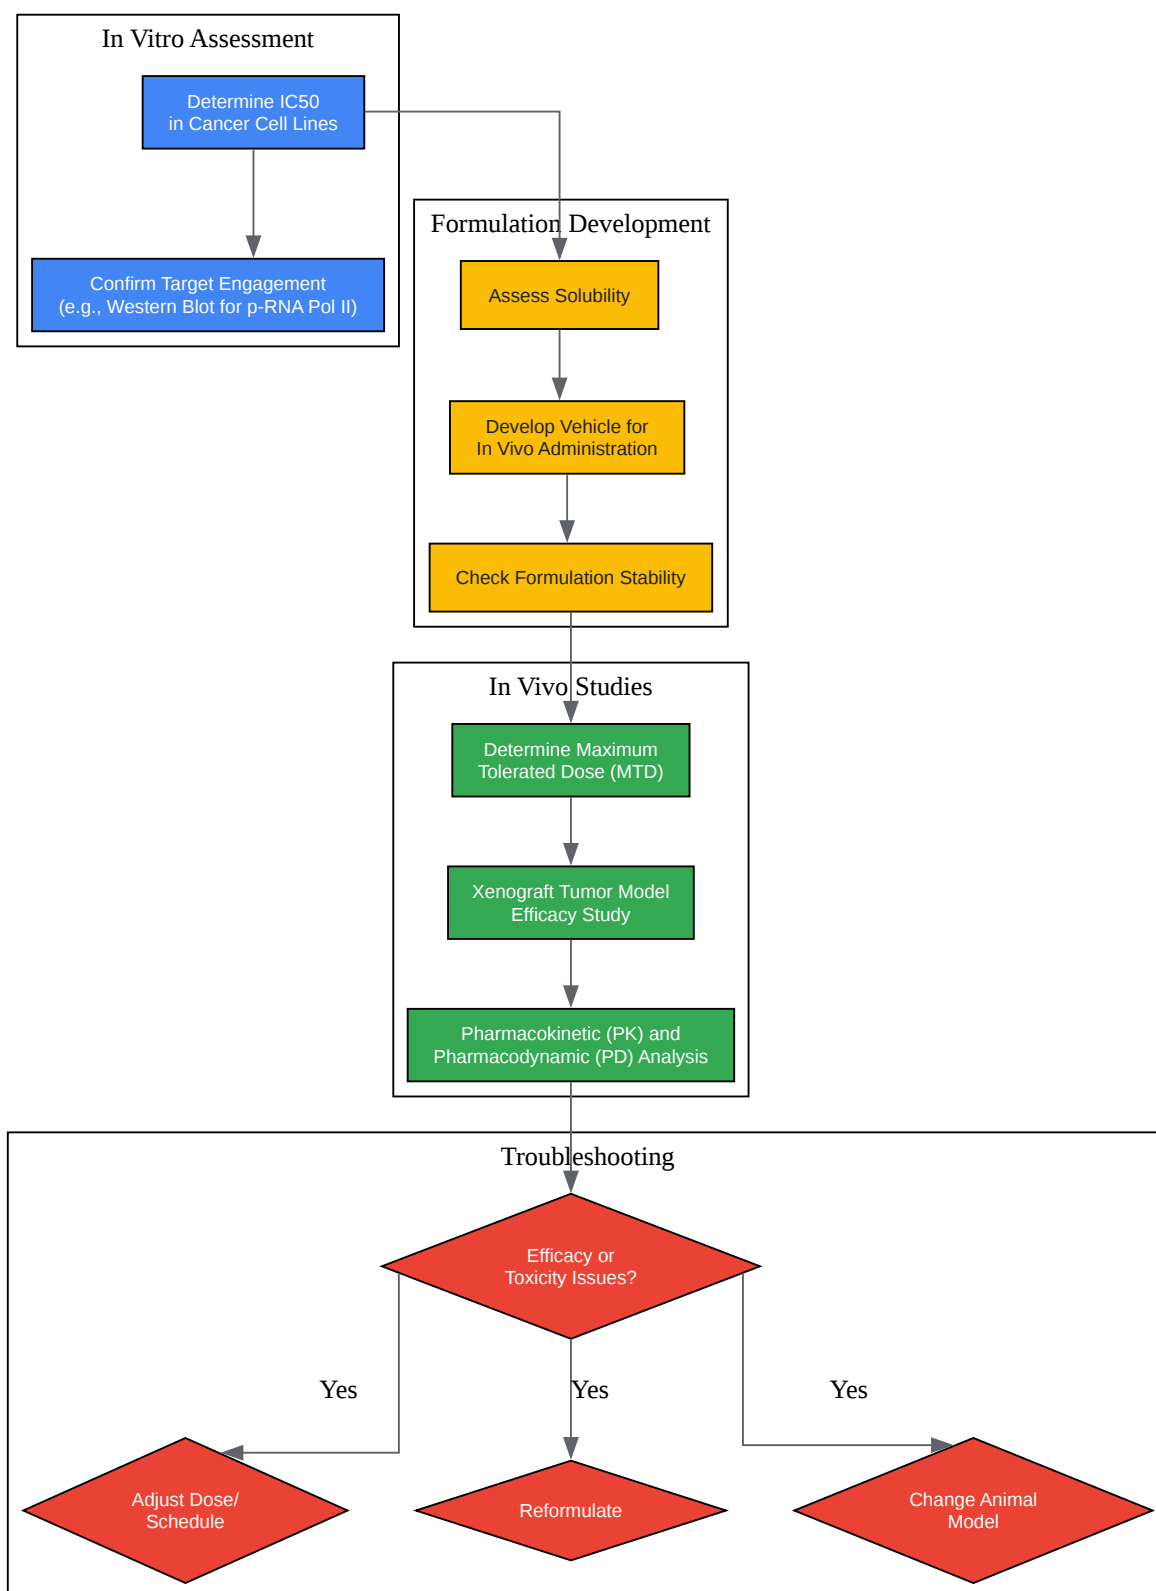 In Vitro Assessment
Determine IC50
in Cancer Cell Lines
Confirm Target Engagement
(e.g., Western Blot for p-RNA Pol II)
Formulation Development
Assess Solubility
Develop Vehicle for
In Vivo Administration
Check Formulation Stability
In Vivo Studies
Determine Maximum
Tolerated Dose (MTD)
Xenograft Tumor Model
Efficacy Study
Pharmacokinetic (PK) and
Pharmacodynamic (PD) Analysis
Troubleshooting
Efficacy or
Toxicity Issues?
Yes
Yes
Yes
Adjust Dose/
Schedule
Reformulate
Change Animal
Model